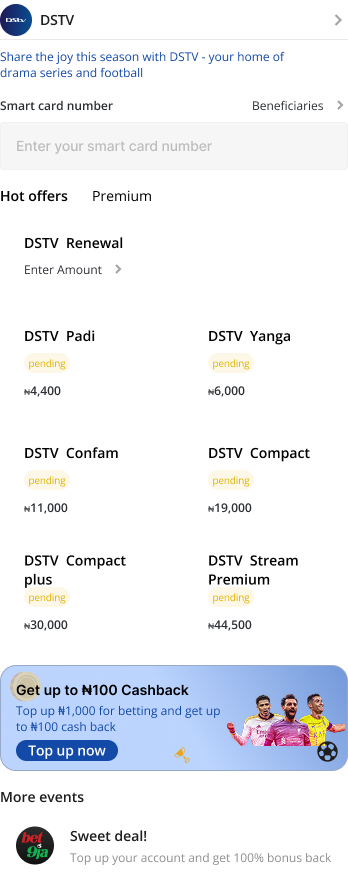 DStv DSTV
Share the joy this season with DSTV - your home of
drama series and football
Smart card number Beneficiaries
Enter your smart card number
Hot offers Premium
DSTV Renewal
Enter Amount
DSTV Padi DSTV Yanga
pending pending
₦4,400 ₦6,000
DSTV Confam DSTV Compact
pending pending
₦11,000 ₦19,000
DSTV Compact DSTV Stream
plus Premium
pending pending
₦30,000 ₦44,500
Get up to ₦100 Cashback
Top up ₦1,000 for betting and get up
to ₦100 cash back
Top up now
More events
bet
9ja
Sweet deal!
Top up your account and get 100% bonus back